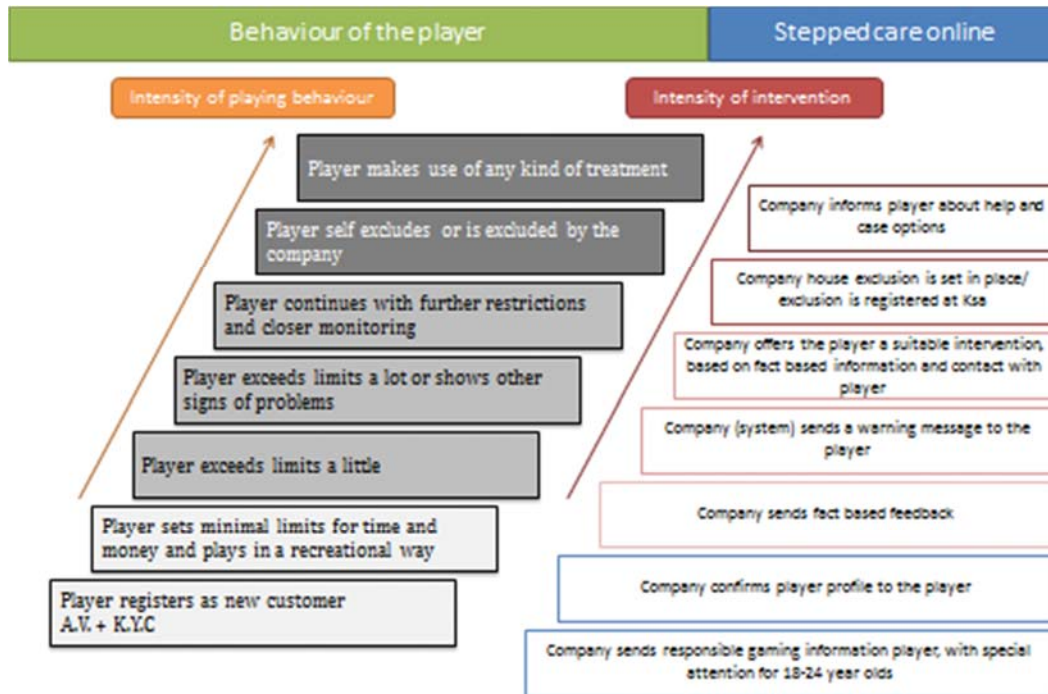 Behaviour of the player
Stepped care online
Intensity of playing behaviour
Intensity of intervention
Player makes use of any kind of treatment
Player self excludes or is excluded by the
company
Player continues with further restrictions
and closer monitoring
Player exceeds limits a lot or shows other
signs of problems
Player exceeds limits a little
Player sets minimal limits for time and
money and plays in a recreational way
Player registers as new customer
A.V. + K.Y.C
Company informs player about help and
case options
Company house exclusion is set in place/
exclusion is registered at Ksa
Company offers the player a suitable intervention,
based on fact based information and contact with
player
Company (system) sends a warning message to the
player
Company sends fact based feedback
Company confirms player profile to the player
Company sends responsible gaming information player, with special
attention for 18-24 year olds